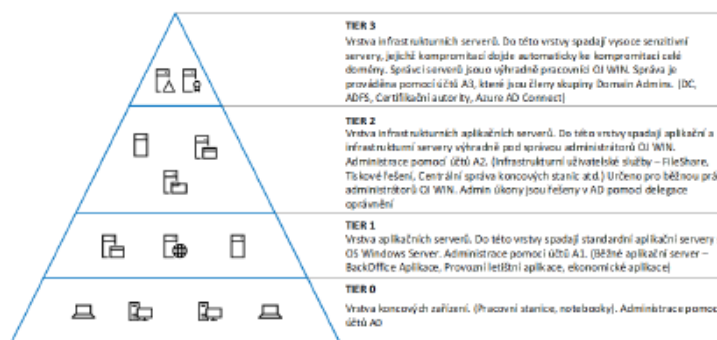 TIER 3
Vrstva infrastrukturních serverů. Do této vrstvy spadají vysoce senzitivní
servery, jejichž kompromitací dojde automaticky ke kompromitaci celé
domény. Správci serverů jsou výhradně pracovníci OJ WIN. Správa je
prováděna pomocí účtů A3, které jsou členy skupiny Domain Admins. (DC,
ADFS, Certifikační autority, Azure AD Connect)
TIER 2
Vrstva infrastrukturních aplikačních serverů. Do této vrstvy spadají aplikační a
infrastrukturní servery výhradně pod správou administrátorů OJ WIN.
Administrace pomocí účtů A2. (Infrastrukturní uživatelské služby – FileShare,
Tiskové řešení, Centrální správa koncových stanic atd.) Určeno pro běžnou prá
administrátorů OJ WIN. Admin úkony jsou řešeny v AD pomocí delegace
oprávnění
TIER 1
Vrstva aplikačních serverů. Do této vrstvy spadají standardní aplikační servery
OS Windows Server. Administrace pomocí účtů A1. (Běžné aplikační server –
BackOffice Aplikace, Provozní letištní aplikace, ekonomické aplikace)
TIER 0
Vrstva koncových zařízení. (Pracovní stanice, notebooky). Administrace pomoc
účtů A0